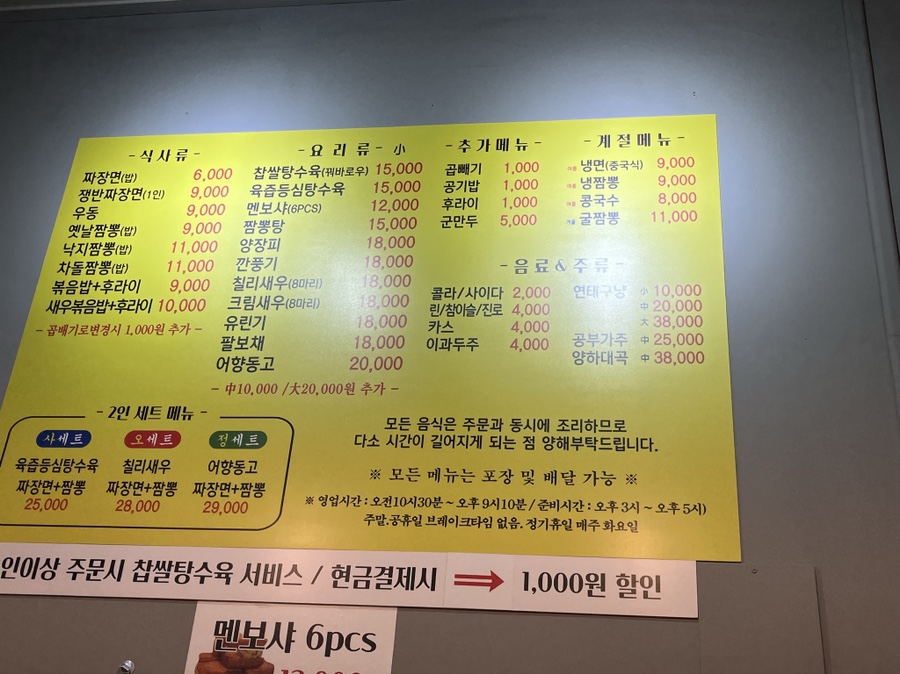 - 식 사 류 -
짜장면(밥) 6,000
쟁반짜장면(1인) 9,000
우동 9,000
옛날짬뽕(밥) 9,000
낙지짬뽕(밥) 11,000
차돌짬뽕(밥) 11,000
볶음밥+후라이 9,000
새우볶음밥+후라이 10,000
- 곱배기로변경시 1,000원 추가 -
- 요 리 류 - 小
찹쌀탕수육(꿔바로우) 15,000
육즙등심탕수육 15,000
멘보샤(6PCS) 12,000
짬뽕탕 15,000
양장피 18,000
깐풍기 18,000
칠리새우(8마리) 18,000
크림새우(8마리) 18,000
유린기 18,000
팔보채 18,000
어향동고 20,000
- 中10,000 /大20,000원 추가 -
- 추가메뉴 -
곱빼기 1,000
공기밥 1,000
후라이 1,000
군만두 5,000
- 계절메뉴 -
냉면(중국식) 9,000
냉짬뽕 9,000
콩국수 8,000
굴짬뽕 11,000
- 음료 & 주류 -
콜라/사이다 2,000
린/참이슬/진로 4,000
카스 4,000
이과두주 4,000
연태구냥 小 10,000
中 20,000
大 38,000
공부가주 中 25,000
양하대곡 中 38,000
- 2인 세트 메뉴 -
사세트 오세트 정세트
육즙등심탕수육 칠리새우 어향동고
짜장면+짬뽕 짜장면+짬뽕 짜장면+짬뽕
25,000 28,000 29,000
모든 음식은 주문과 동시에 조리하므로
다소 시간이 길어지게 되는 점 양해부탁드립니다.
※ 모든 메뉴는 포장 및 배달 가능 ※
※ 영업시간 : 오전10시30분 ~ 오후 9시10분 / 준비시간 : 오후 3시 ~ 오후 5시)
주말.공휴일 브레이크타임 없음. 정기휴일 매주 화요일
인이상 주문시 찹쌀탕수육 서비스 / 현금결제시 → 1,000원 할인
멘보샤 6pcs